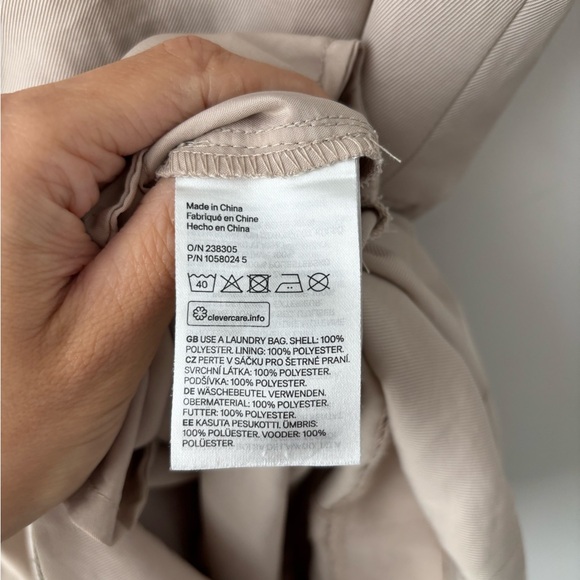 Made in China
Fabriqué en Chine
Hecho en China
O/N 238305
P/N 1058024 5
40
clevercare.info
GB USE A LAUNDRY BAG. SHELL: 100%
POLYESTER. LINING: 100% POLYESTER.
CZ PERTE V SÁČKU PRO ŠETRNÉ PRANÍ.
SVRCHNÍ LÁTKA: 100% POLYESTER.
PODŠÍVKA: 100% POLYESTER.
DE WÄSCHEBEUTEL VERWENDEN.
OBERMATERIAL: 100% POLYESTER.
FUTTER: 100% POLYESTER.
EE KASUTA PESUKOTTI. ÜMBRIS:
100% POLÜESTER. VOODER: 100%
POLÜESTER.